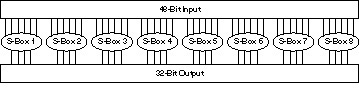 48-Bit Input
S-Box 1 S-Box 2 S-Box 3 S-Box 4 S-Box 5 S-Box 6 S-Box 7 S-Box 8
32-Bit Output